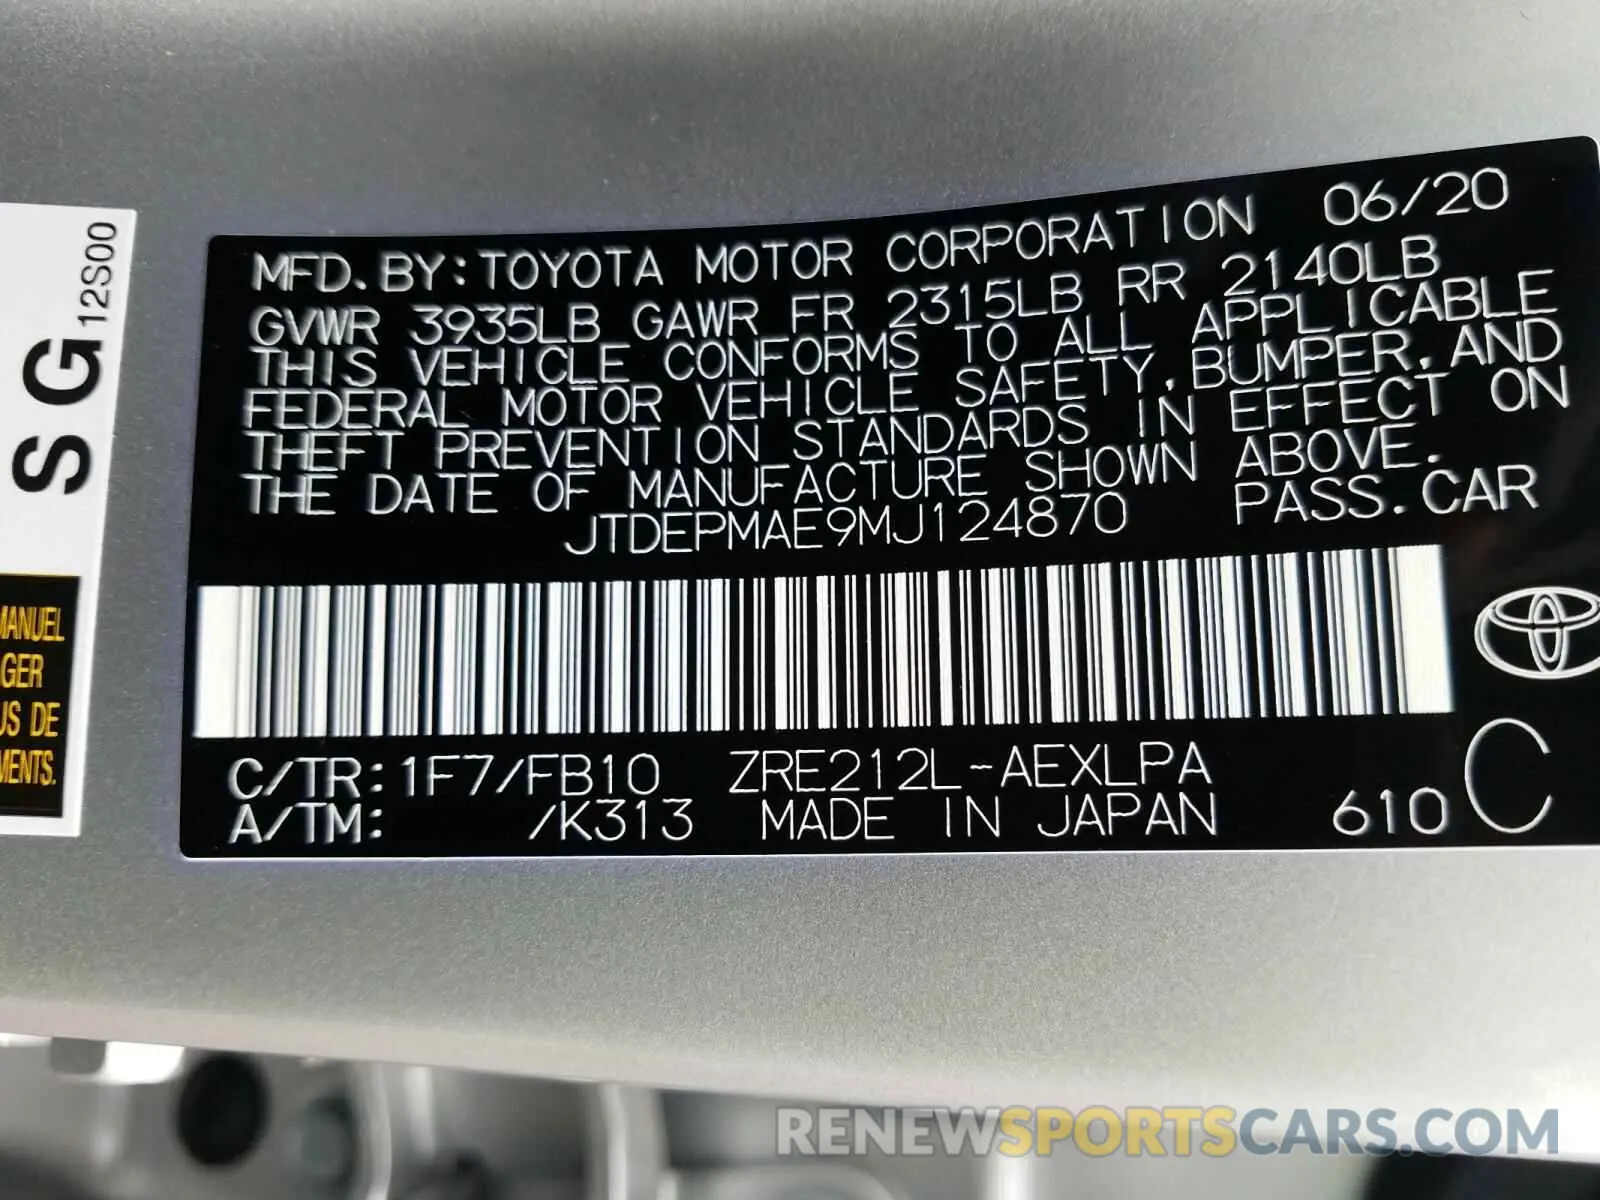 MFD. BY: TOYOTA MOTOR CORPORATION 06/20
GVWR 3935LB GAWR FR 2315LB RR 2140LB
THIS VEHICLE CONFORMS TO ALL APPLICABLE
FEDERAL MOTOR VEHICLE SAFETY, BUMPER, AND
THEFT PREVENTION STANDARDS IN EFFECT ON
THE DATE OF MANUFACTURE SHOWN ABOVE.
JTDEPMAE9MJ124870 PASS. CAR
C/TR: 1F7/FB10 ZRE212L-AEXLPA
A/TM: /K313 MADE IN JAPAN 610 C
SG12S00
MANUEL
GER
US DE
MENTS.
RENEWSPORTSCARS.COM